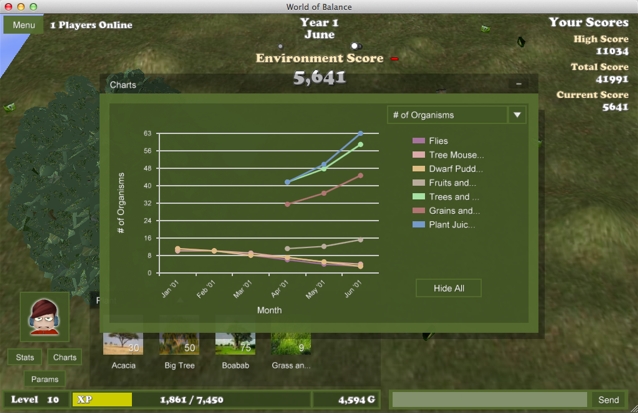 World of Balance
Menu
1 Players Online
Year 1
June
Your Scores
High Score
11034
Environment Score
5,641
Total Score
41991
Current Score
5641
Charts
# of Organisms
63
56
48
40
32
24
16
8
0
# of Organisms
Jan '01
Feb '01
Mar '01
Apr '01
May '01
Jun '01
Month
Flies
Tree Mouse...
Dwarf Pudd...
Fruits and...
Trees and ...
Grains and...
Plant Juic...
Hide All
30
50
75
9
Acacia
Big Tree
Boabab
Grass an...
Stats
Charts
Params
Level 10
XP
1,861 / 7,450
4,594 G
Send